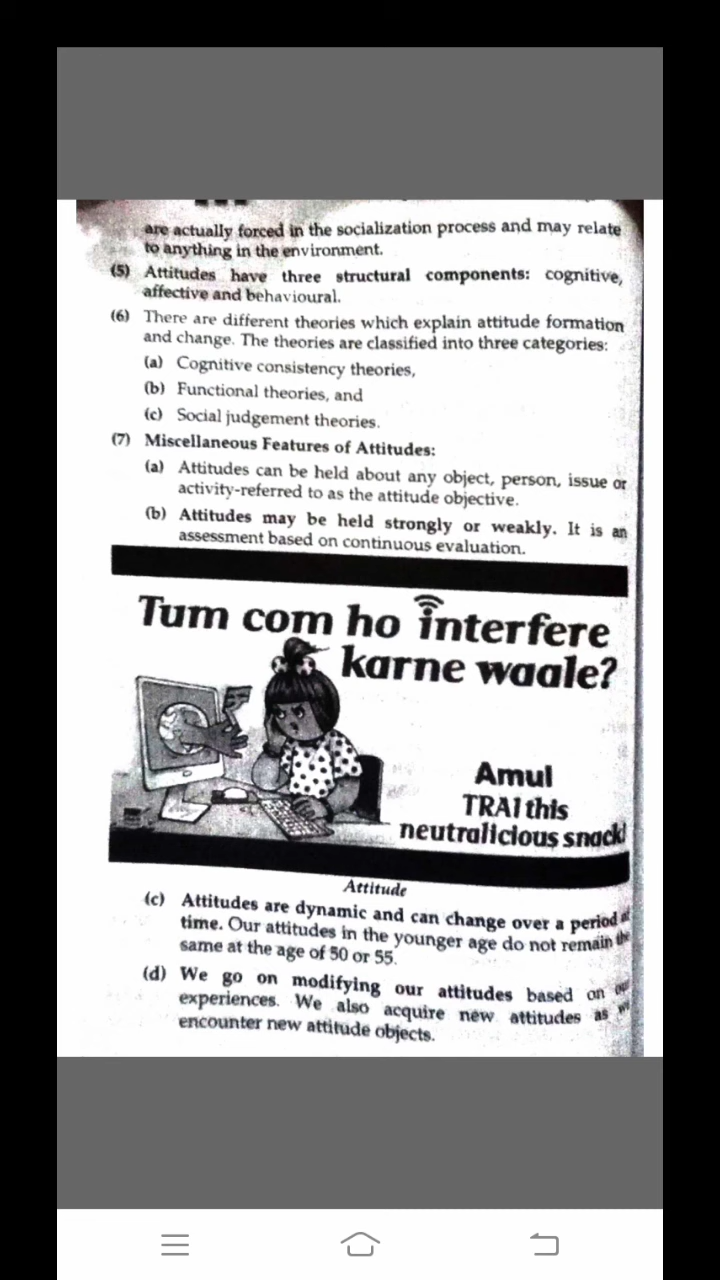 are actually forced in the socialization process and may relate
to anything in the environment.
(5) Attitudes have three structural components: cognitive,
affective and behavioural.
(6) There are different theories which explain attitude formation
and change. The theories are classified into three categories:
(a) Cognitive consistency theories,
(b) Functional theories, and
(c) Social judgement theories.
(7) Miscellaneous Features of Attitudes:
(a) Attitudes can be held about any object, person, issue or
activity-referred to as the attitude objective.
(b) Attitudes may be held strongly or weakly. It is an
assessment based on continuous evaluation.
Tum com ho interfere
karne waale?
Amul
TRAI this
neutralicious snack!
Attitude
(c) Attitudes are dynamic and can change over a period
time. Our attitudes in the younger age do not remain the
same at the age of 50 or 55.
(d) We go on modifying our attitudes based on our
experiences. We also acquire new attitudes as we
encounter new attitude objects.